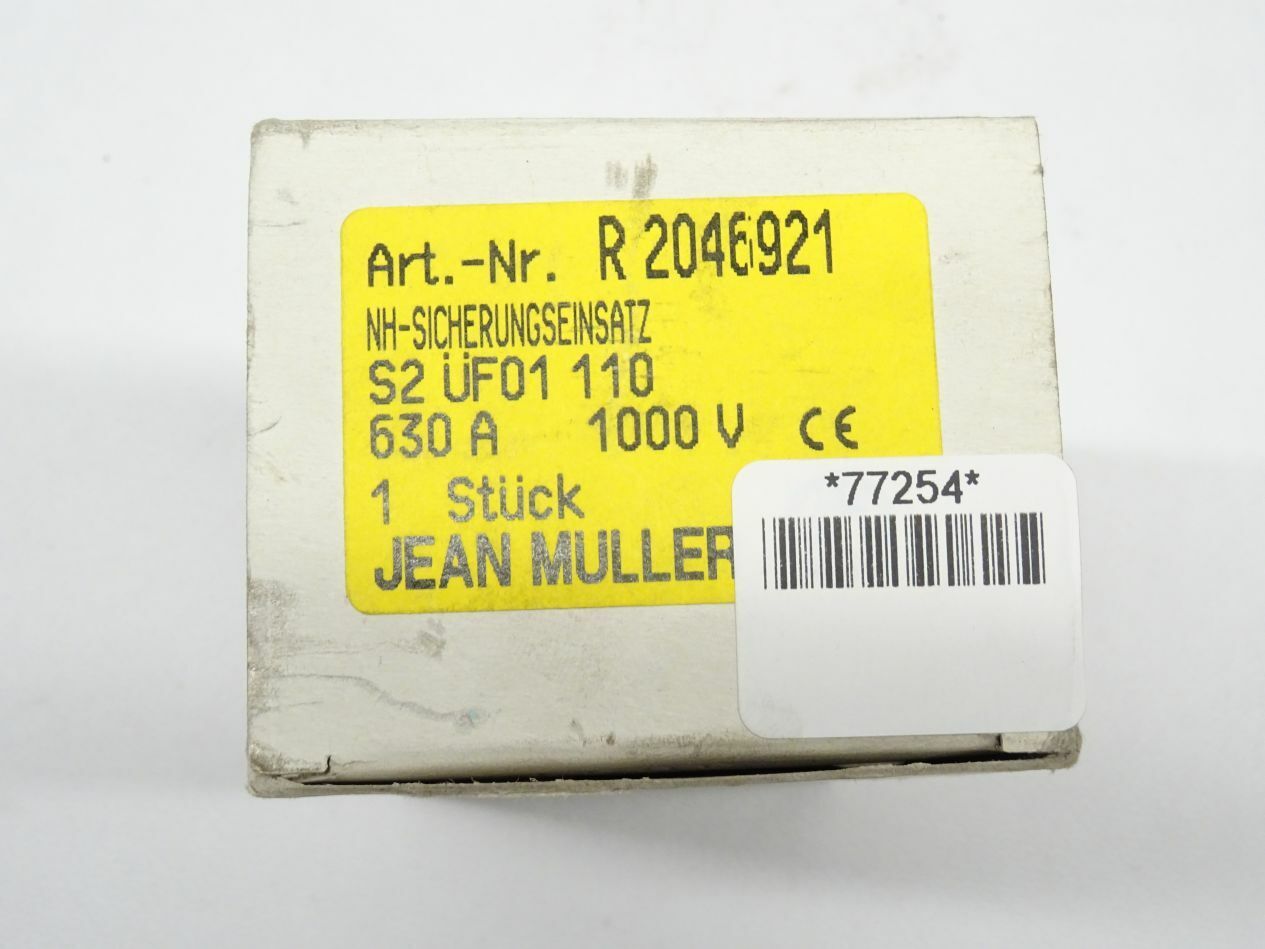 Art.-Nr. R 2046921
NH-SICHERUNGSEINSATZ
S2 ÜF01 110
630 A 1000 V CE
1 Stück
JEAN MULLER
*77254*